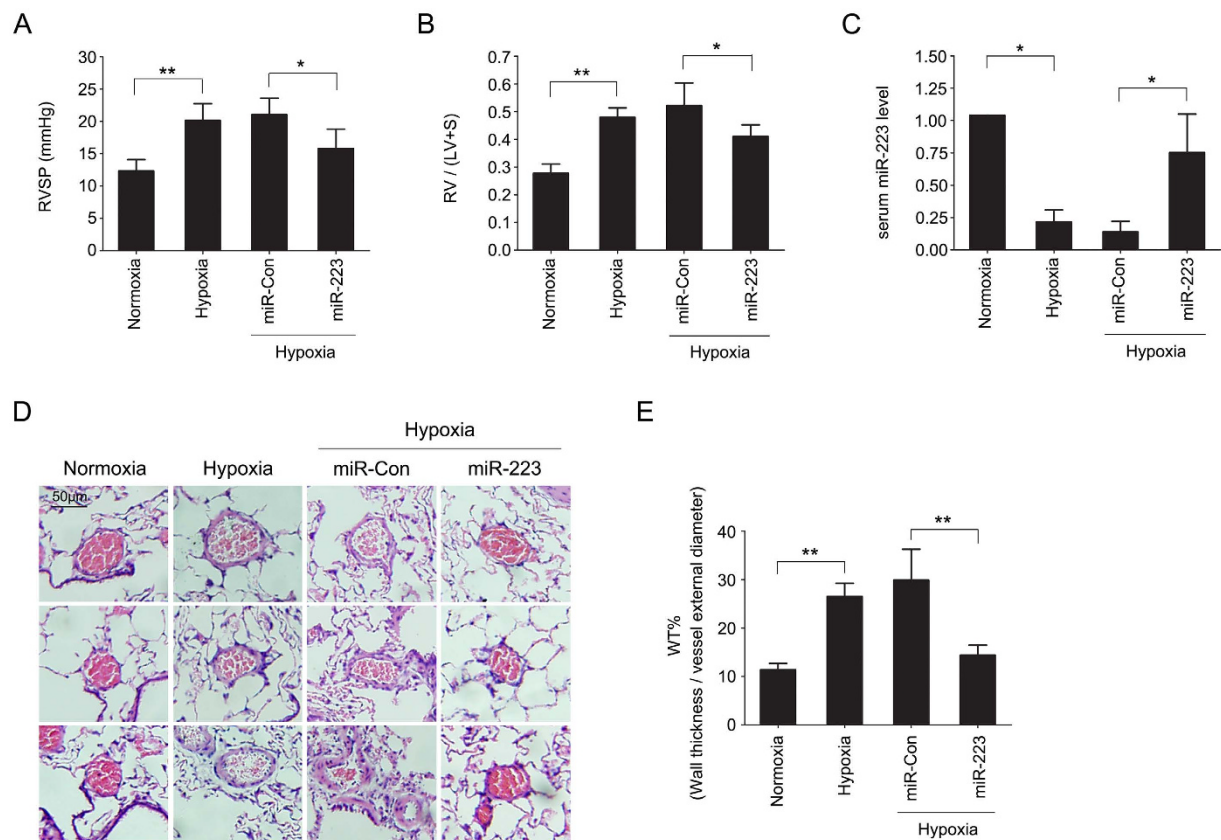 A
RVSP (mmHg)
30
25
20
15
10
5
0
**
*
Normoxia
Hypoxia
miR-Con
miR-223
Hypoxia
B
RV / (LV+S)
0.7
0.6
0.5
0.4
0.3
0.2
0.1
0.0
**
*
Normoxia
Hypoxia
miR-Con
miR-223
Hypoxia
C
serum miR-223 level
1.50
1.25
1.00
0.75
0.50
0.25
0.00
*
*
Normoxia
Hypoxia
miR-Con
miR-223
Hypoxia
D
Hypoxia
Normoxia
Hypoxia
miR-Con
miR-223
50μm
E
WT%
(Wall thickness / vessel external diameter)
40
30
20
10
0
**
**
Normoxia
Hypoxia
miR-Con
miR-223
Hypoxia